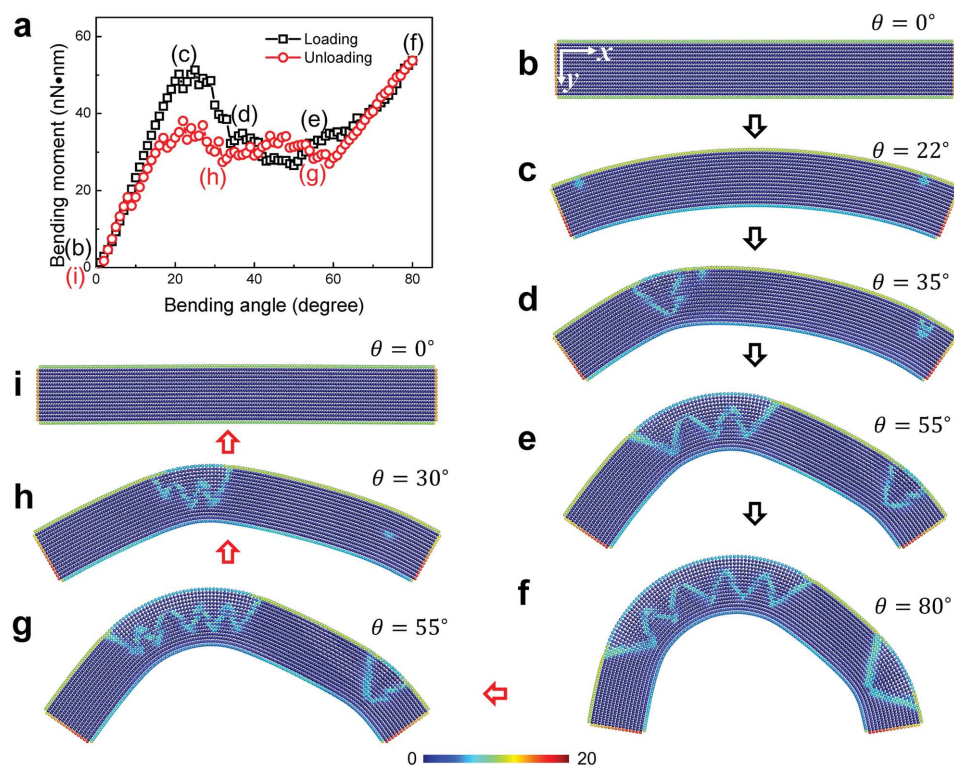 a
Bending moment (nN•nm)
60
40
20
0
0
20
40
60
80
Bending angle (degree)
Loading
Unloading
(b)
(i)
(c)
(d)
(e)
(f)
(h)
(g)
b
x
y
θ = 0°
c
θ = 22°
d
θ = 35°
e
θ = 55°
f
θ = 80°
g
θ = 55°
h
θ = 30°
i
θ = 0°
0
20